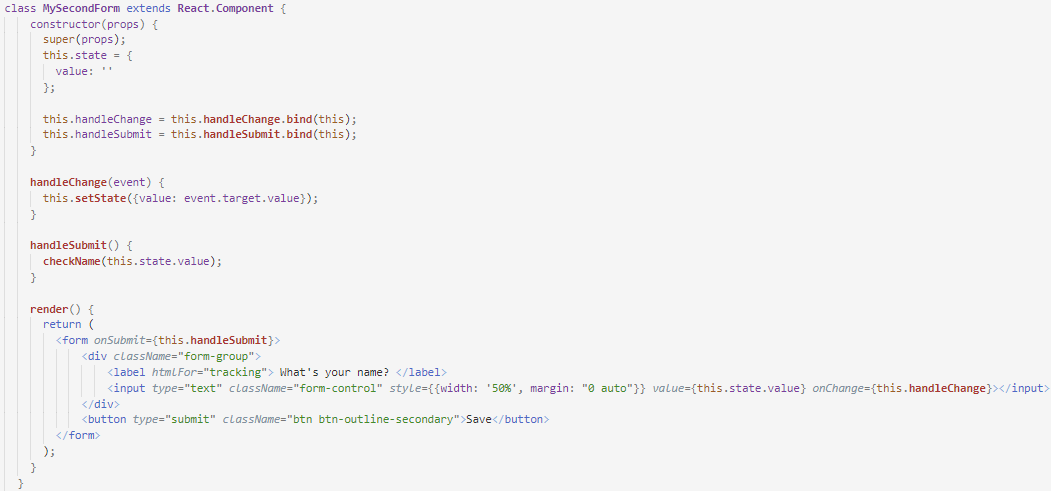 class MySecondForm extends React.Component {
constructor(props) {
super(props);
this.state = {
value: ''
};
this.handleChange = this.handleChange.bind(this);
this.handleSubmit = this.handleSubmit.bind(this);
}
handleChange(event) {
this.setState({value: event.target.value});
}
handleSubmit() {
checkName(this.state.value);
}
render() {
return (
<form onSubmit={this.handleSubmit}>
<div className="form-group">
<label htmlFor="tracking"> What's your name? </label>
<input type="text" className="form-control" style={{width: '50%', margin: "0 auto"}} value={this.state.value} onChange={this.handleChange}></input>
</div>
<button type="submit" className="btn btn-outline-secondary">Save</button>
</form>
);
}
}